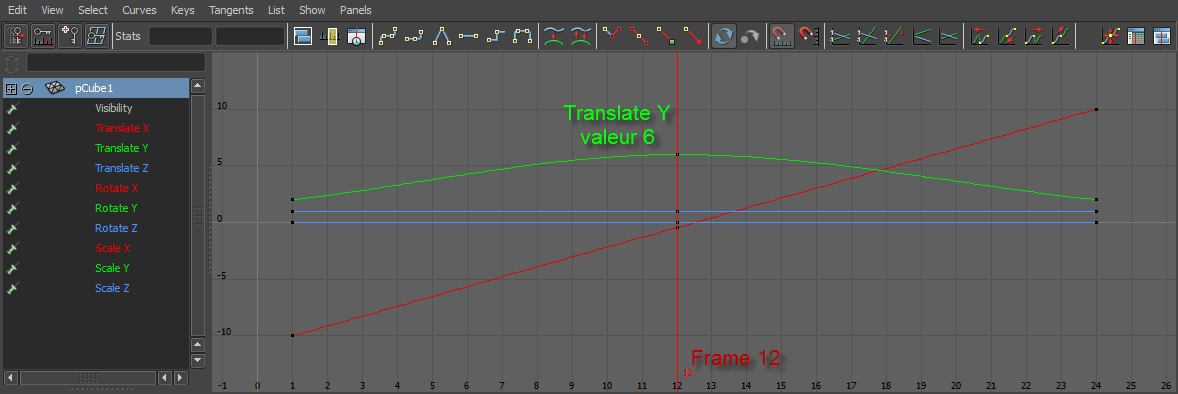 Edit View Select Curves Keys Tangents List Show Panels
Stats
pCube1
Visibility
Translate X
Translate Y
Translate Z
Rotate X
Rotate Y
Rotate Z
Scale X
Scale Y
Scale Z
10
5
0
-5
-10
Translate Y
valeur 6
Frame 12
12
-1 0 1 2 3 4 5 6 7 8 9 10 11 12 13 14 15 16 17 18 19 20 21 22 23 24 25 26